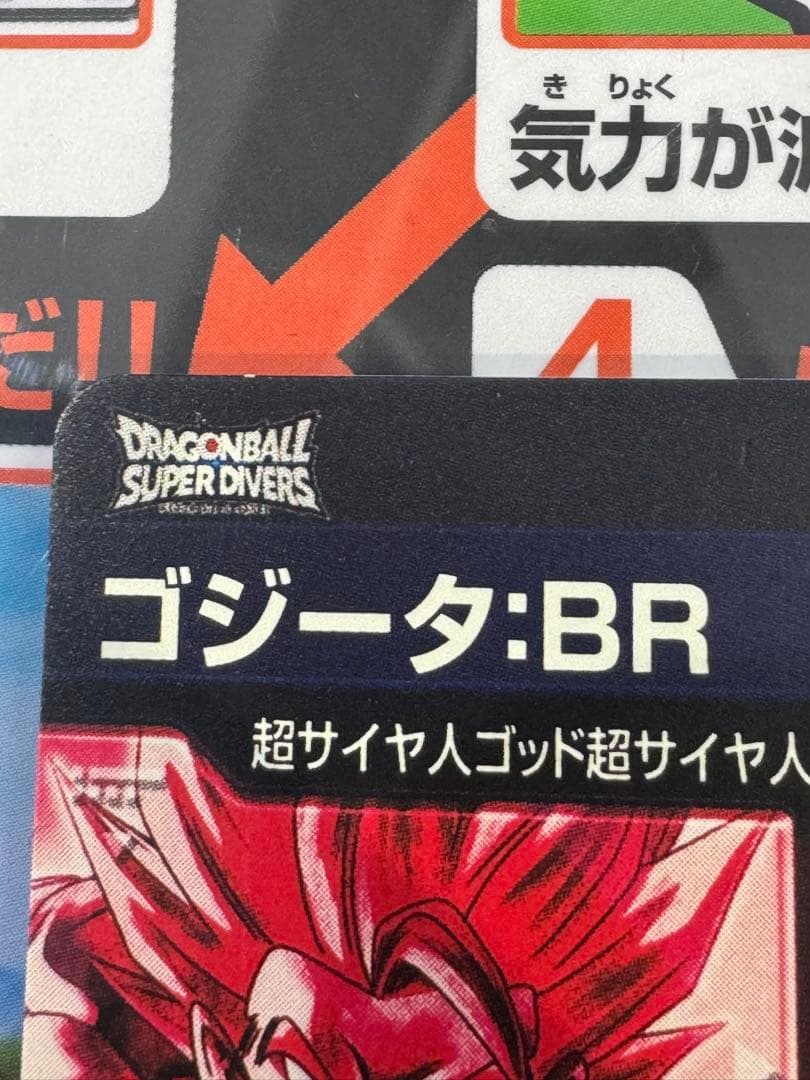 き りょく
気力が
だ!!
4
DRAGONBALL
SUPER DIVERS
ゴジータ:BR
超サイヤ人ゴッド超サイヤ人